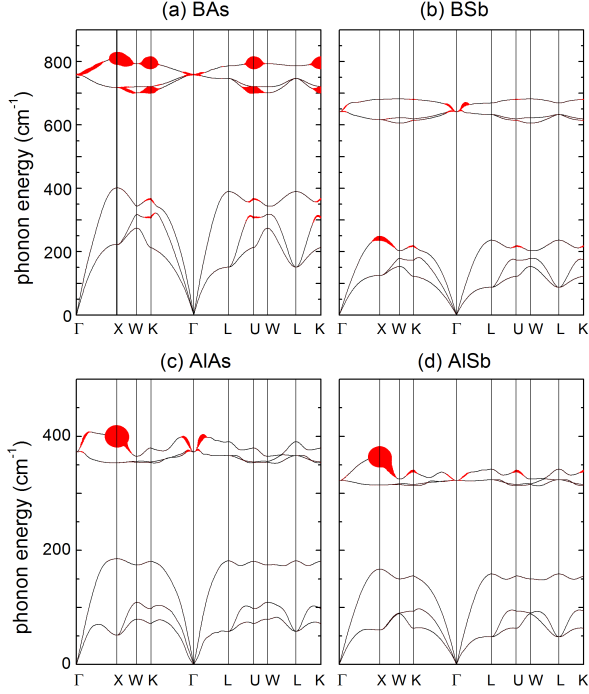 (a) BAs
(b) BSb
phonon energy (cm⁻¹)
800
600
400
200
0
Γ X W K Γ L U W L K
Γ X W K Γ L U W L K
(c) AlAs
(d) AlSb
phonon energy (cm⁻¹)
400
200
0
Γ X W K Γ L U W L K
Γ X W K Γ L U W L K